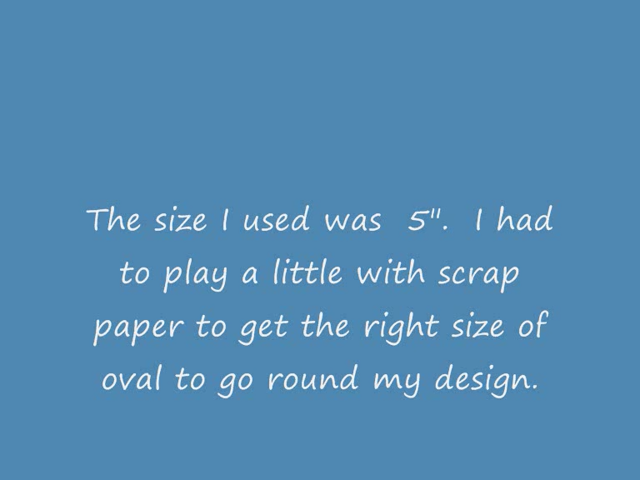 The size I used was  5".  I had
to play a little with scrap
paper to get the right size of
oval to go round my design.